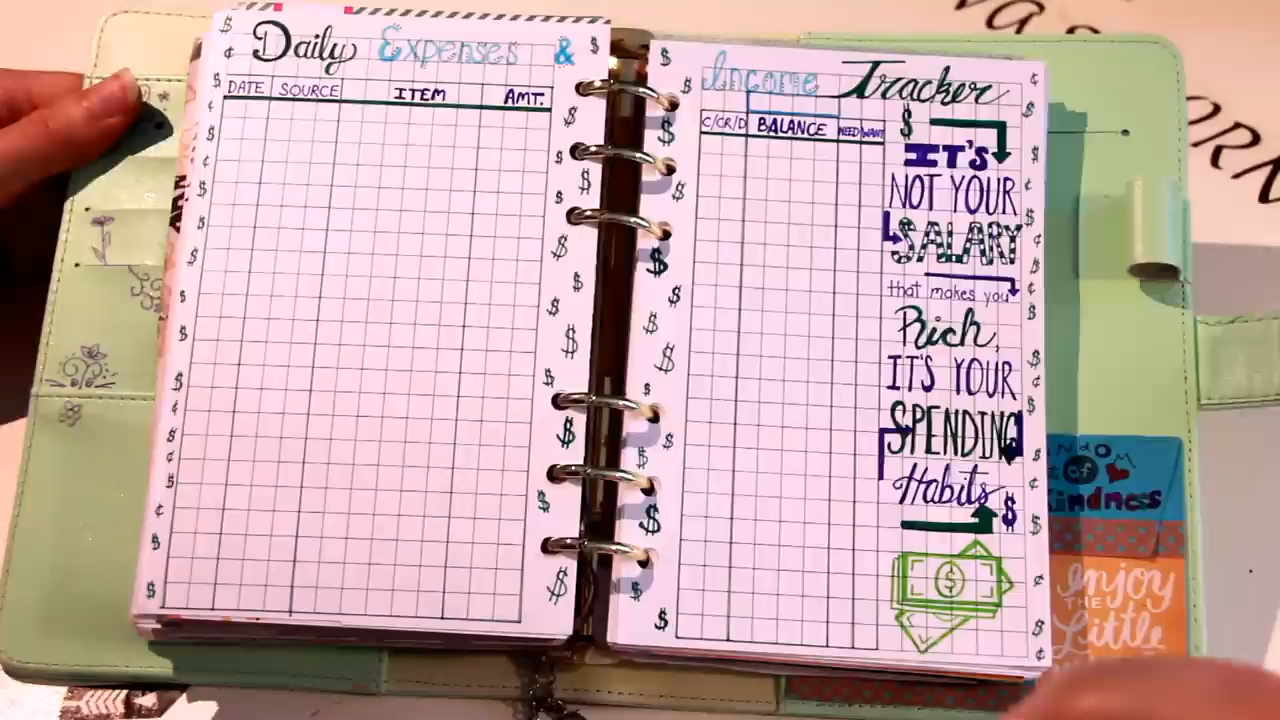 Daily Expenses &
DATE SOURCE ITEM AMT.
Income Tracker
C/CR/D BALANCE NEED WANT
IT'S
NOT YOUR
SALARY
that makes you
Rich,
IT'S YOUR
SPENDING
Habits
of
Kindness
enjoy
THE
Little